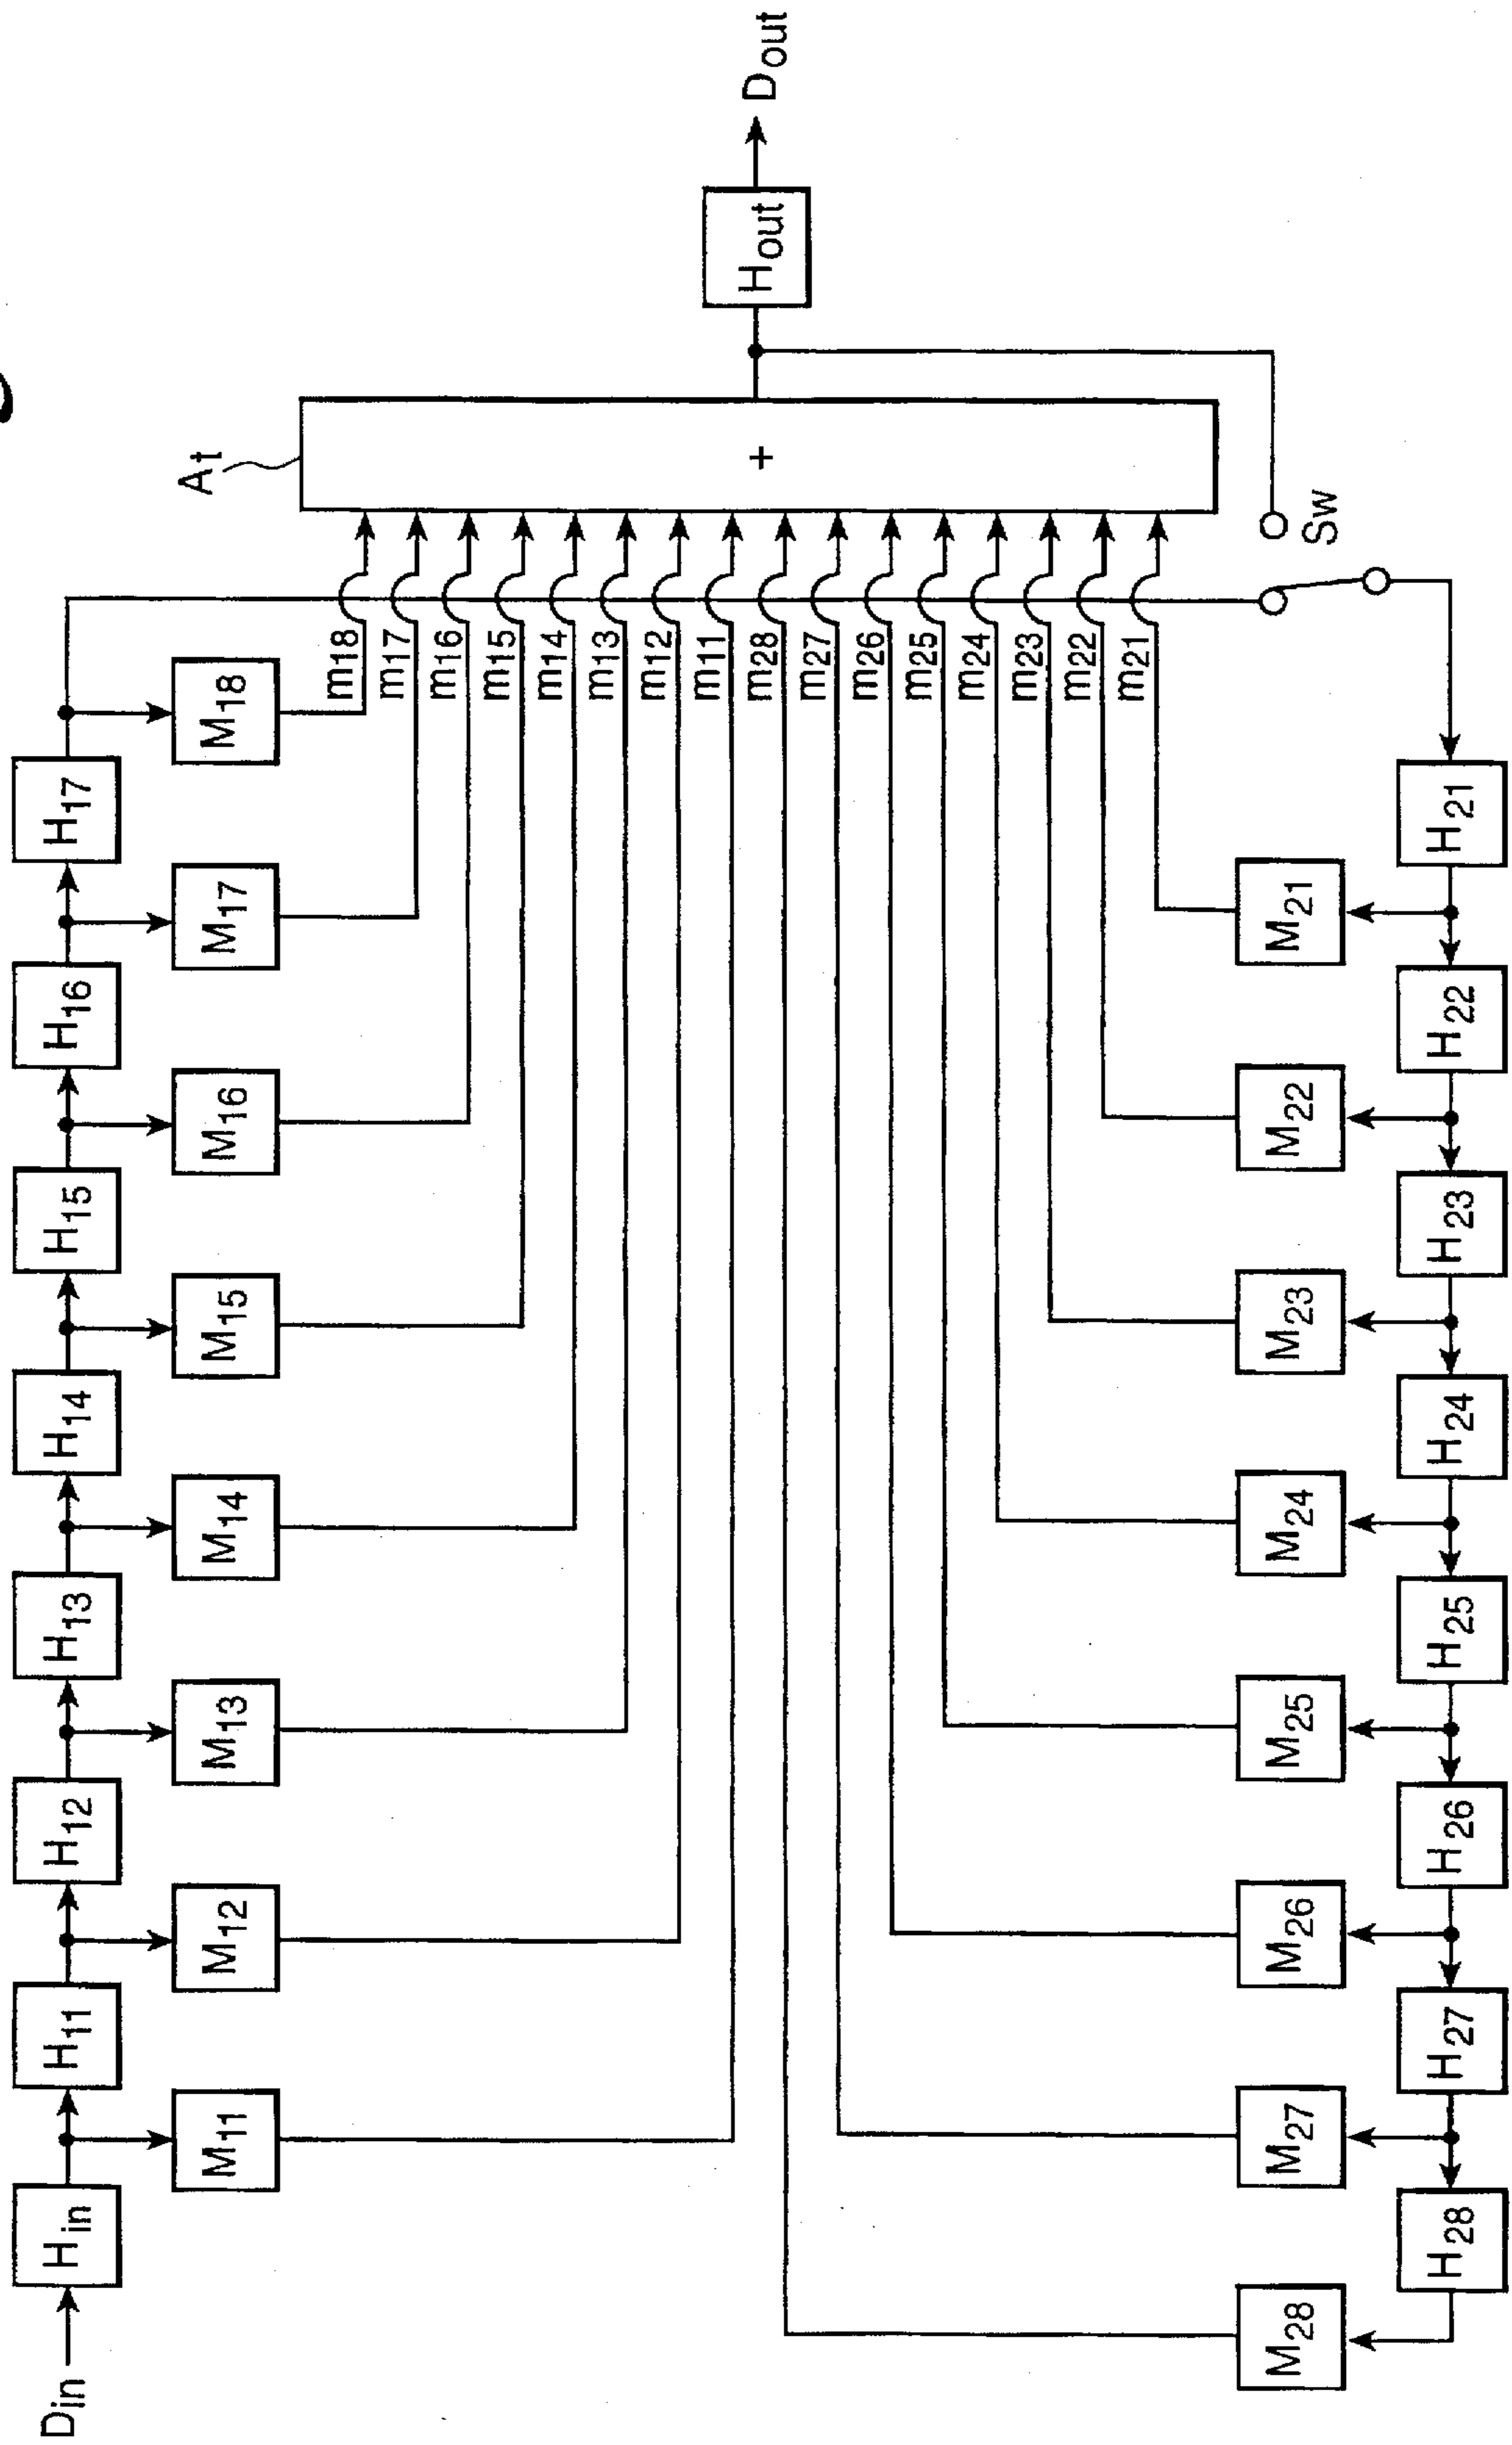 Din
Hin
H11
H12
H13
H14
H15
H16
H17
M11
M12
M13
M14
M15
M16
M17
M18
At
m18
m17
m16
m15
m14
m13
m12
m11
m28
m27
m26
m25
m24
m23
m22
m21
+
Hout
Dout
Sw
M28
M27
M26
M25
M24
M23
M22
M21
H28
H27
H26
H25
H24
H23
H22
H21